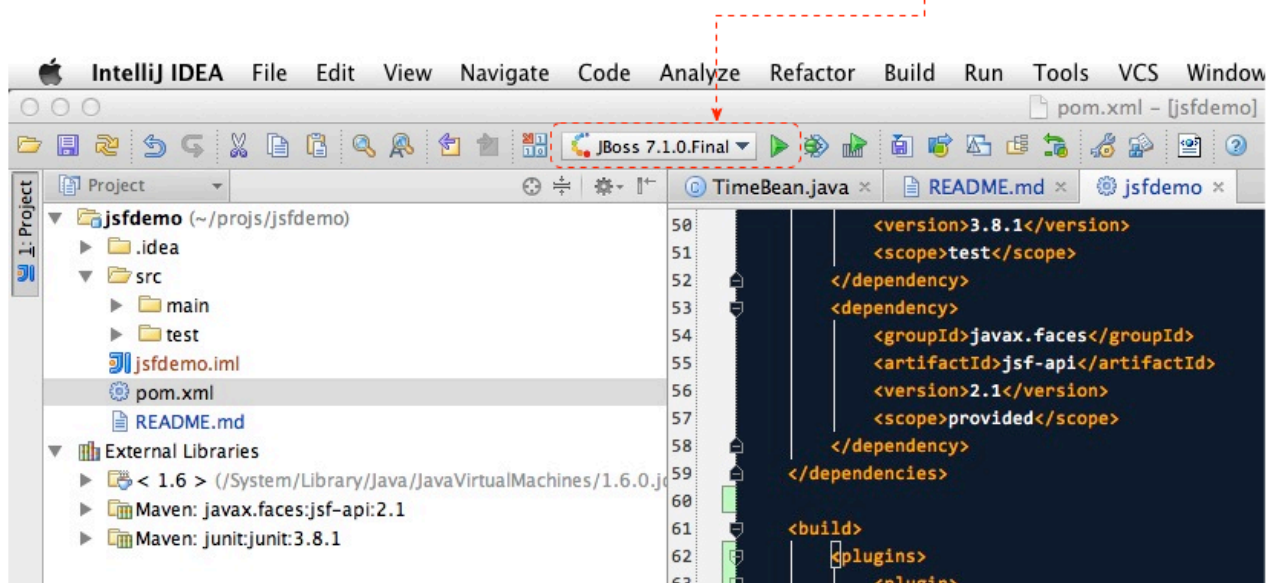 IntelliJ IDEA File Edit View Navigate Code Analyze Refactor Build Run Tools VCS Window
pom.xml – [jsfdemo]
JBoss 7.1.0.Final
1: Project
Project
TimeBean.java README.md jsfdemo
jsfdemo (~/projs/jsfdemo)
.idea
src
main
test
jsfdemo.iml
pom.xml
README.md
External Libraries
< 1.6 > (/System/Library/Java/JavaVirtualMachines/1.6.0.jd
Maven: javax.faces:jsf-api:2.1
Maven: junit:junit:3.8.1
50 <version>3.8.1</version>
51 <scope>test</scope>
52 </dependency>
53 <dependency>
54 <groupId>javax.faces</groupId>
55 <artifactId>jsf-api</artifactId>
56 <version>2.1</version>
57 <scope>provided</scope>
58 </dependency>
59 </dependencies>
60
61 <build>
62 <plugins>
63 <plugin>